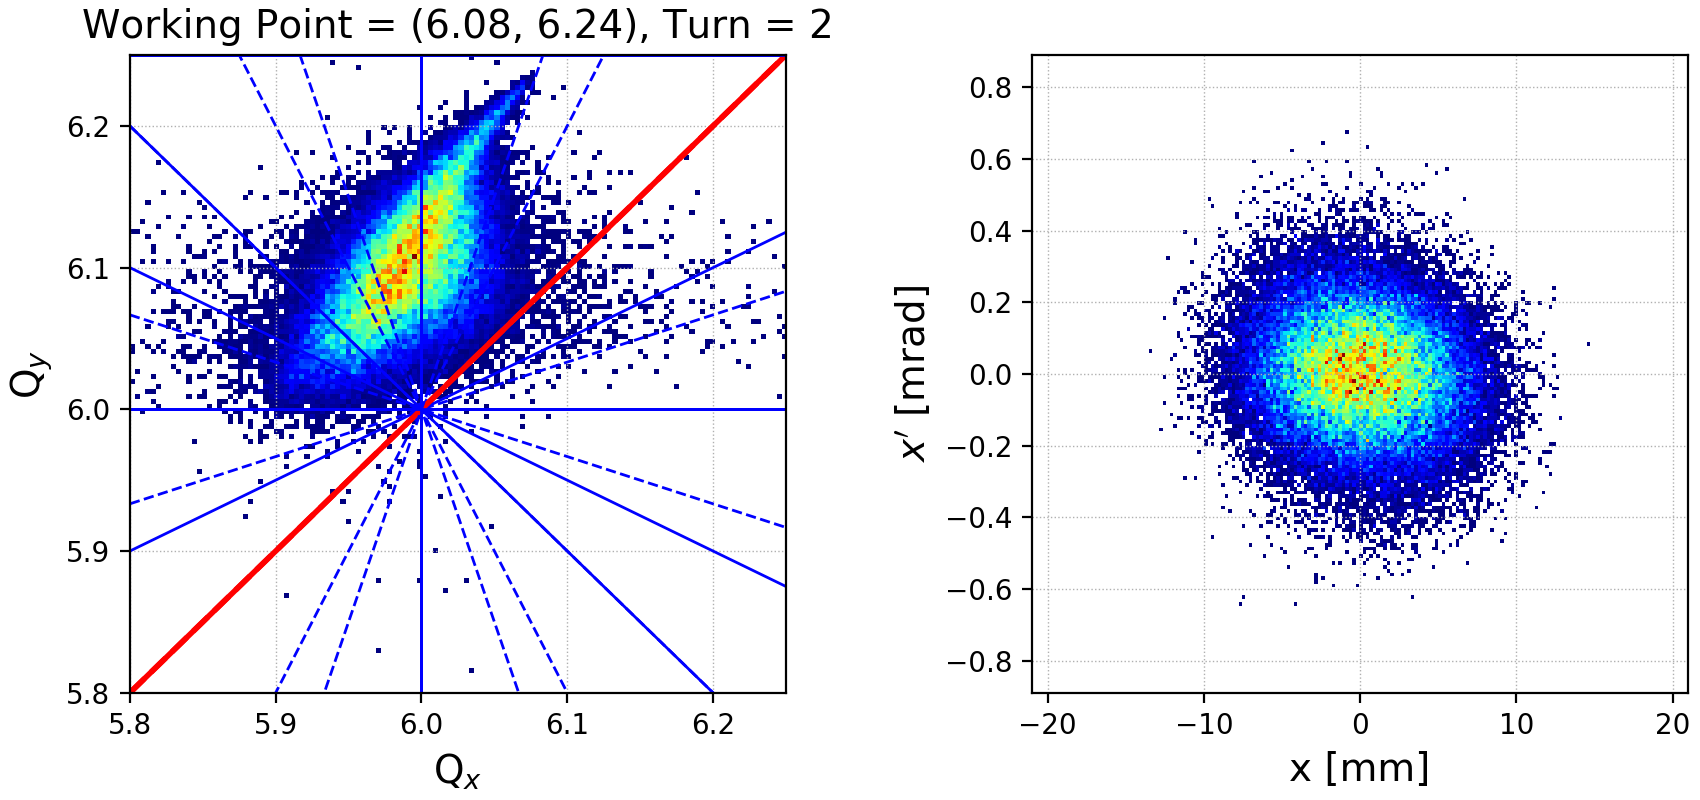 Working Point = (6.08, 6.24), Turn = 2
Q_y
6.2
6.1
6.0
5.9
5.8
5.8 5.9 6.0 6.1 6.2
Q_x
x′ [mrad]
0.8
0.6
0.4
0.2
0.0
−0.2
−0.4
−0.6
−0.8
−20 −10 0 10 20
x [mm]